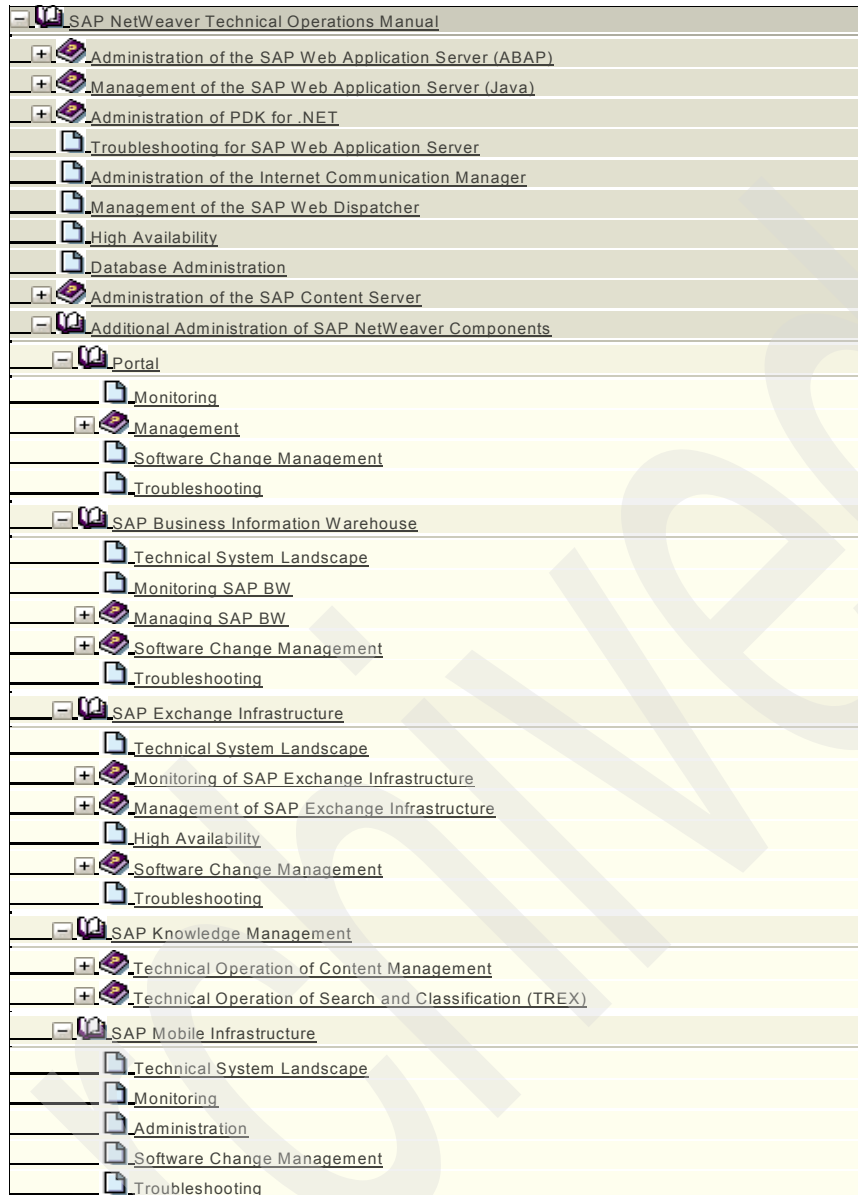 SAP NetWeaver Technical Operations Manual
Administration of the SAP Web Application Server (ABAP)
Management of the SAP Web Application Server (Java)
Administration of PDK for .NET
Troubleshooting for SAP Web Application Server
Administration of the Internet Communication Manager
Management of the SAP Web Dispatcher
High Availability
Database Administration
Administration of the SAP Content Server
Additional Administration of SAP NetWeaver Components
Portal
Monitoring
Management
Software Change Management
Troubleshooting
SAP Business Information Warehouse
Technical System Landscape
Monitoring SAP BW
Managing SAP BW
Software Change Management
Troubleshooting
SAP Exchange Infrastructure
Technical System Landscape
Monitoring of SAP Exchange Infrastructure
Management of SAP Exchange Infrastructure
High Availability
Software Change Management
Troubleshooting
SAP Knowledge Management
Technical Operation of Content Management
Technical Operation of Search and Classification (TREX)
SAP Mobile Infrastructure
Technical System Landscape
Monitoring
Administration
Software Change Management
Troubleshooting